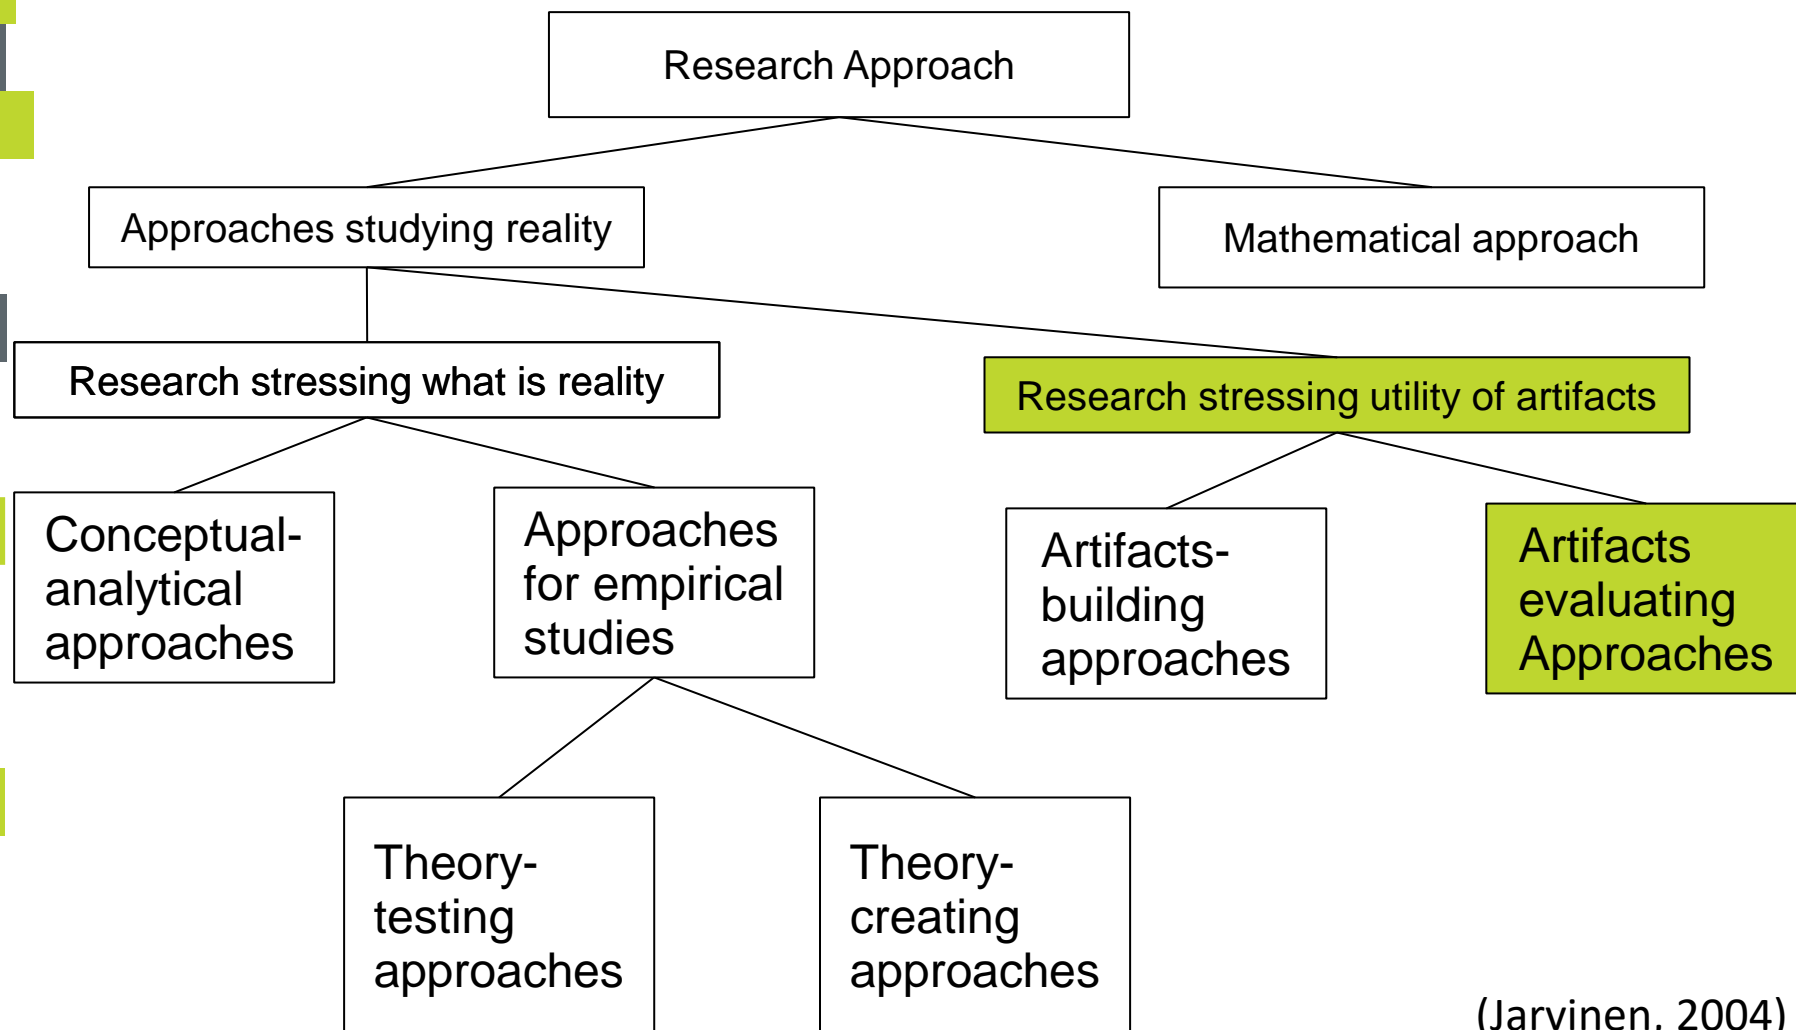 Research Approach
Approaches studying reality
Mathematical approach
Research stressing what is reality
Research stressing utility of artifacts
Conceptual-
analytical
approaches
Approaches
for empirical
studies
Artifacts-
building
approaches
Artifacts
evaluating
Approaches
Theory-
testing
approaches
Theory-
creating
approaches
(Jarvinen, 2004)